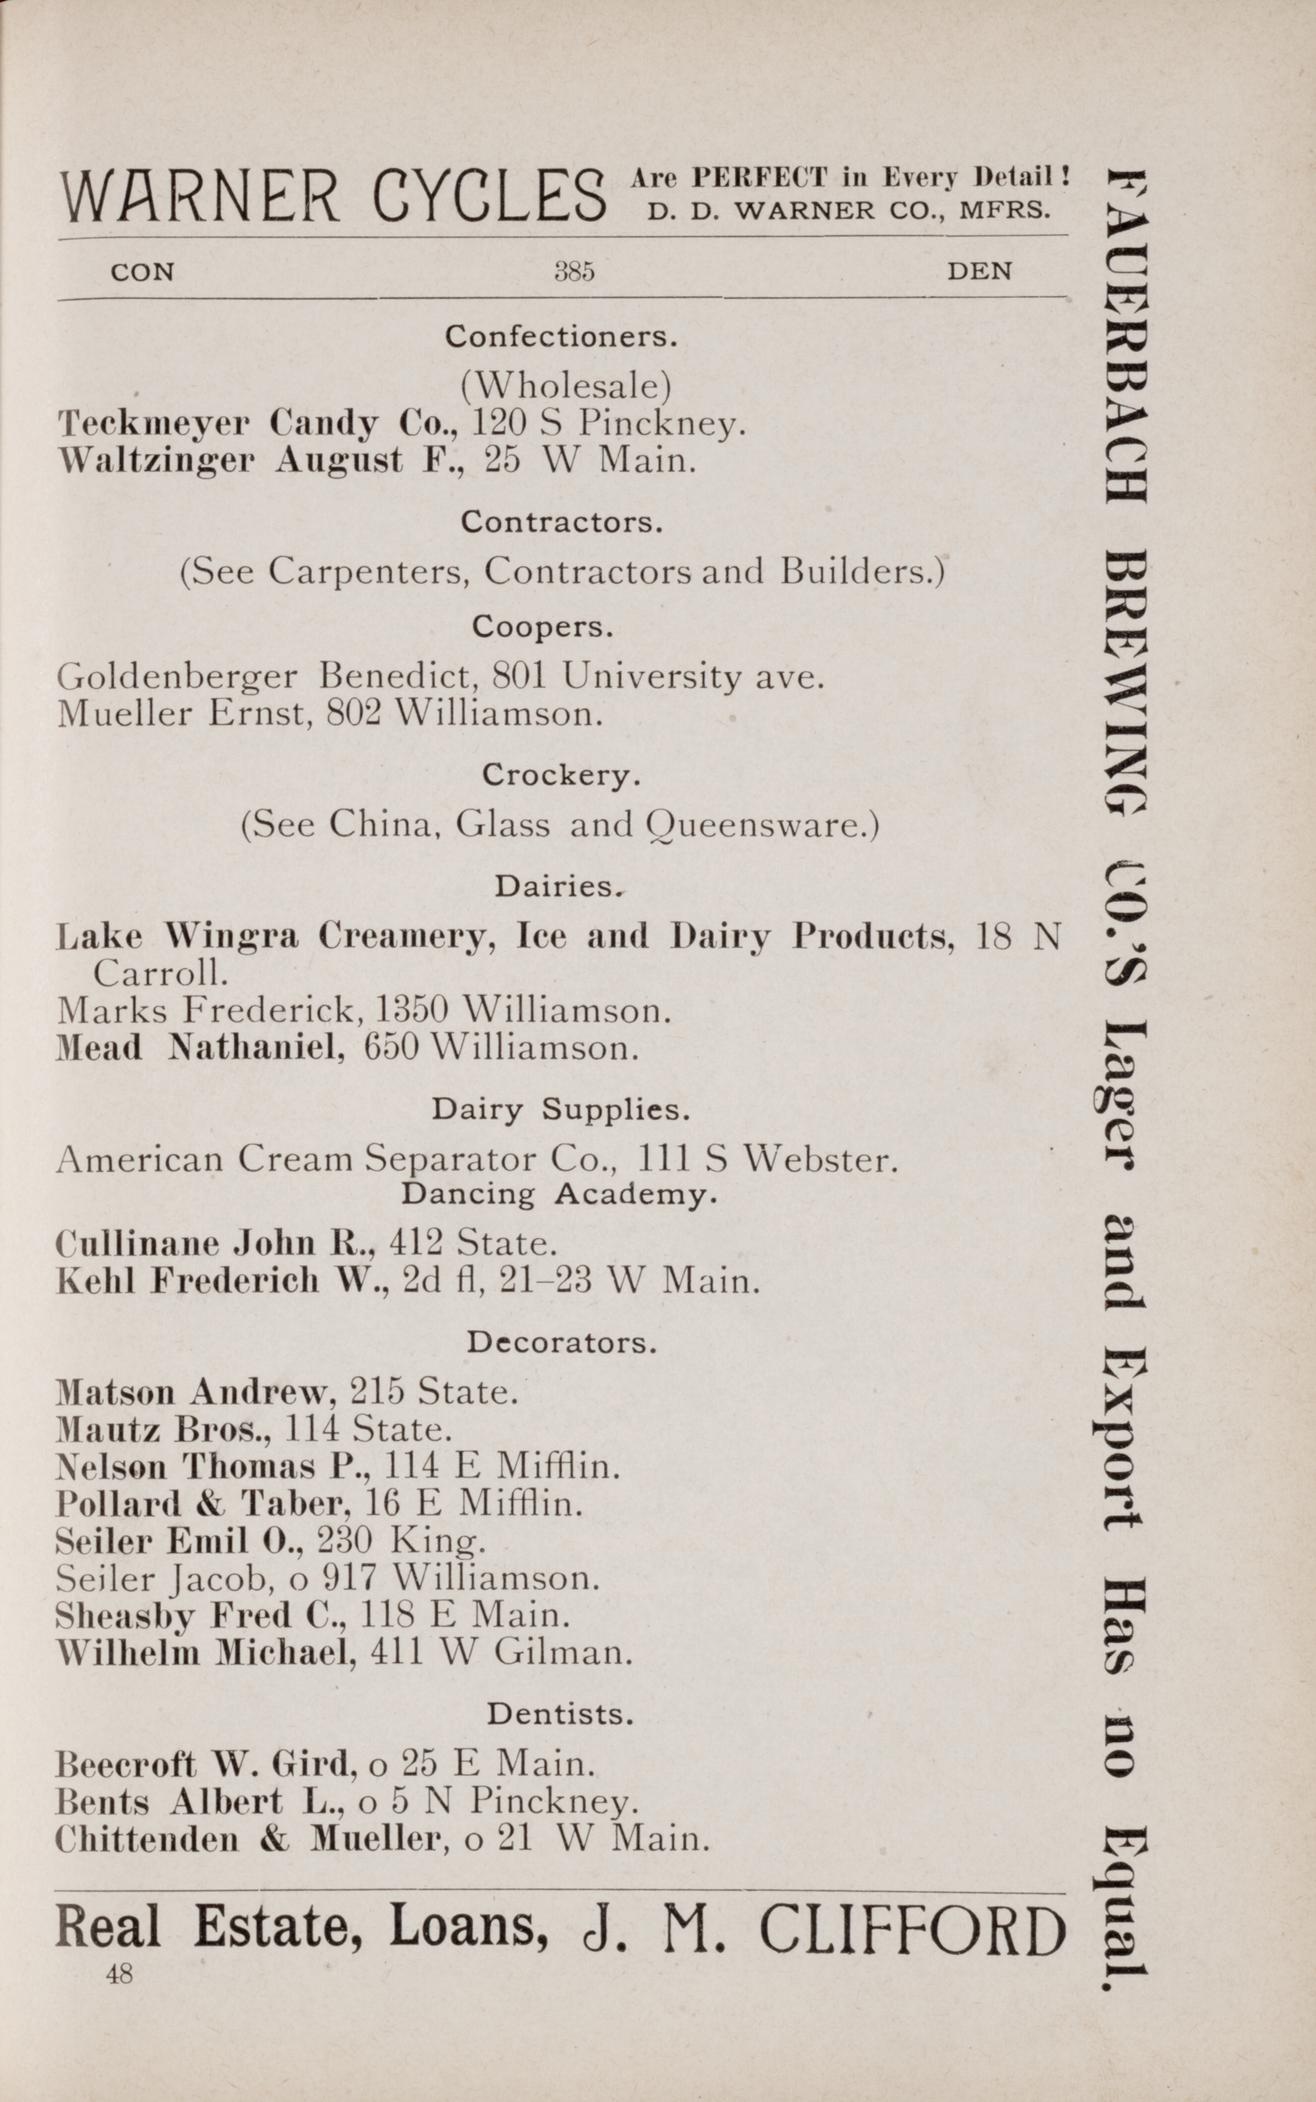 WARNER CYCLES Are PERFECT in Every Detail!
D. D. WARNER CO., MFRS.
CON 385 DEN
Confectioners.
(Wholesale)
Teckmeyer Candy Co., 120 S Pinckney.
Waltzinger August F., 25 W Main.
Contractors.
(See Carpenters, Contractors and Builders.)
Coopers.
Goldenberger Benedict, 801 University ave.
Mueller Ernst, 802 Williamson.
Crockery.
(See China, Glass and Queensware.)
Dairies.
Lake Wingra Creamery, Ice and Dairy Products, 18 N
Carroll.
Marks Frederick, 1350 Williamson.
Mead Nathaniel, 650 Williamson.
Dairy Supplies.
American Cream Separator Co., 111 S Webster.
Dancing Academy.
Cullinane John R., 412 State.
Kehl Frederich W., 2d fl, 21–23 W Main.
Decorators.
Matson Andrew, 215 State.
Mautz Bros., 114 State.
Nelson Thomas P., 114 E Mifflin.
Pollard & Taber, 16 E Mifflin.
Seiler Emil O., 230 King.
Seiler Jacob, o 917 Williamson.
Sheasby Fred C., 118 E Main.
Wilhelm Michael, 411 W Gilman.
Dentists.
Beecroft W. Gird, o 25 E Main.
Bents Albert L., o 5 N Pinckney.
Chittenden & Mueller, o 21 W Main.
Real Estate, Loans, J. M. CLIFFORD
48
FAUERBACH BREWING CO.'S Lager and Export Has no Equal.